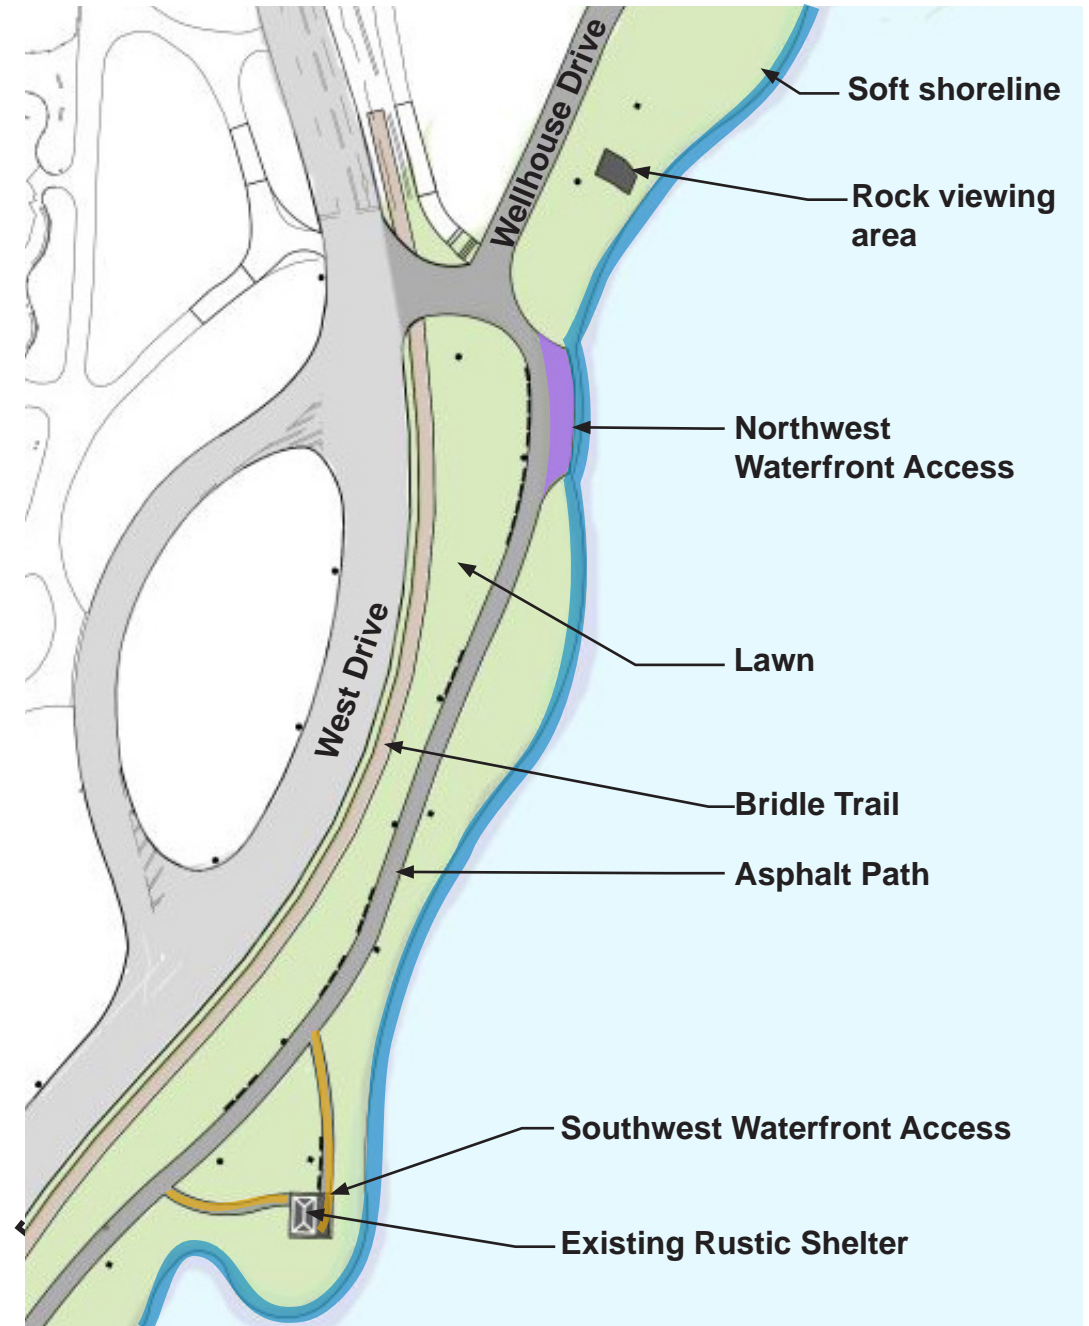 Wellhouse Drive
Soft shoreline
Rock viewing
area
Northwest
Waterfront Access
Lawn
West Drive
Bridle Trail
Asphalt Path
Southwest Waterfront Access
Existing Rustic Shelter